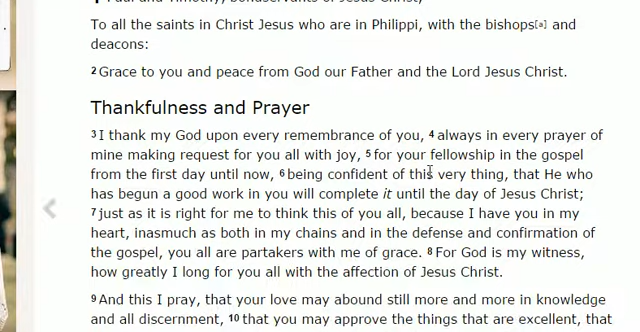 Paul and Timothy, bondservants of Jesus Christ,
To all the saints in Christ Jesus who are in Philippi, with the bishops[a] and
deacons:
2 Grace to you and peace from God our Father and the Lord Jesus Christ.
Thankfulness and Prayer
3 I thank my God upon every remembrance of you, 4 always in every prayer of
mine making request for you all with joy, 5 for your fellowship in the gospel
from the first day until now, 6 being confident of this very thing, that He who
has begun a good work in you will complete it until the day of Jesus Christ;
7 just as it is right for me to think this of you all, because I have you in my
heart, inasmuch as both in my chains and in the defense and confirmation of
the gospel, you all are partakers with me of grace. 8 For God is my witness,
how greatly I long for you all with the affection of Jesus Christ.
9 And this I pray, that your love may abound still more and more in knowledge
and all discernment, 10 that you may approve the things that are excellent, that